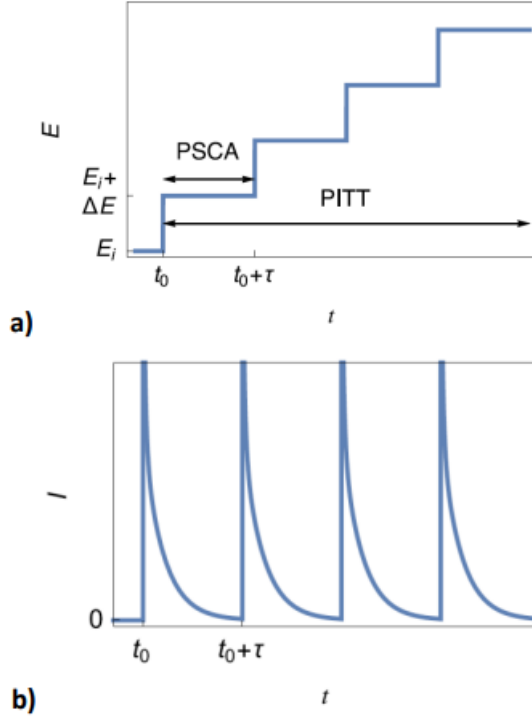 E
PSCA
E_i+
ΔE
PITT
E_i
t_0
t_0+τ
t
a)
I
0
t_0
t_0+τ
t
b)